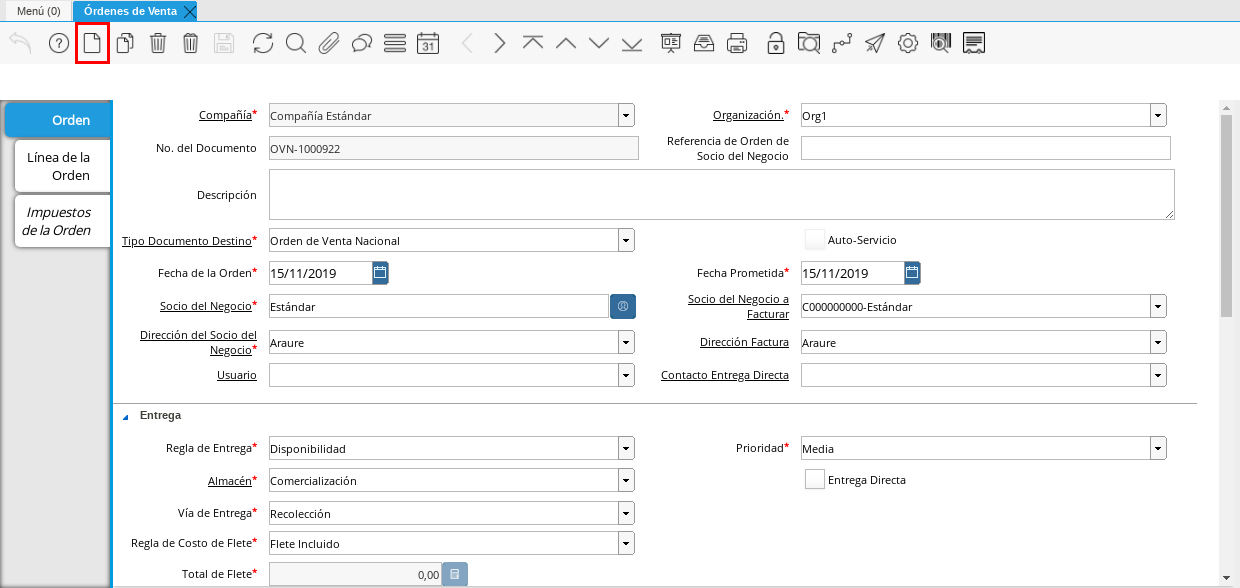 Menú (0)
Órdenes de Venta
31
Orden
Línea de la
Orden
Impuestos
de la Orden
Compañía*
Compañía Estándar
Organización.*
Org1
No. del Documento
OVN-1000922
Referencia de Orden de
Socio del Negocio
Descripción
Tipo Documento Destino*
Orden de Venta Nacional
Auto-Servicio
Fecha de la Orden*
15/11/2019
Fecha Prometida*
15/11/2019
Socio del Negocio*
Estándar
Socio del Negocio a
Facturar
C000000000-Estándar
Dirección del Socio del
Negocio*
Araure
Dirección Factura
Araure
Usuario
Contacto Entrega Directa
Entrega
Regla de Entrega*
Disponibilidad
Prioridad*
Media
Almacén*
Comercialización
Entrega Directa
Vía de Entrega*
Recolección
Regla de Costo de Flete*
Flete Incluido
Total de Flete*
0,00